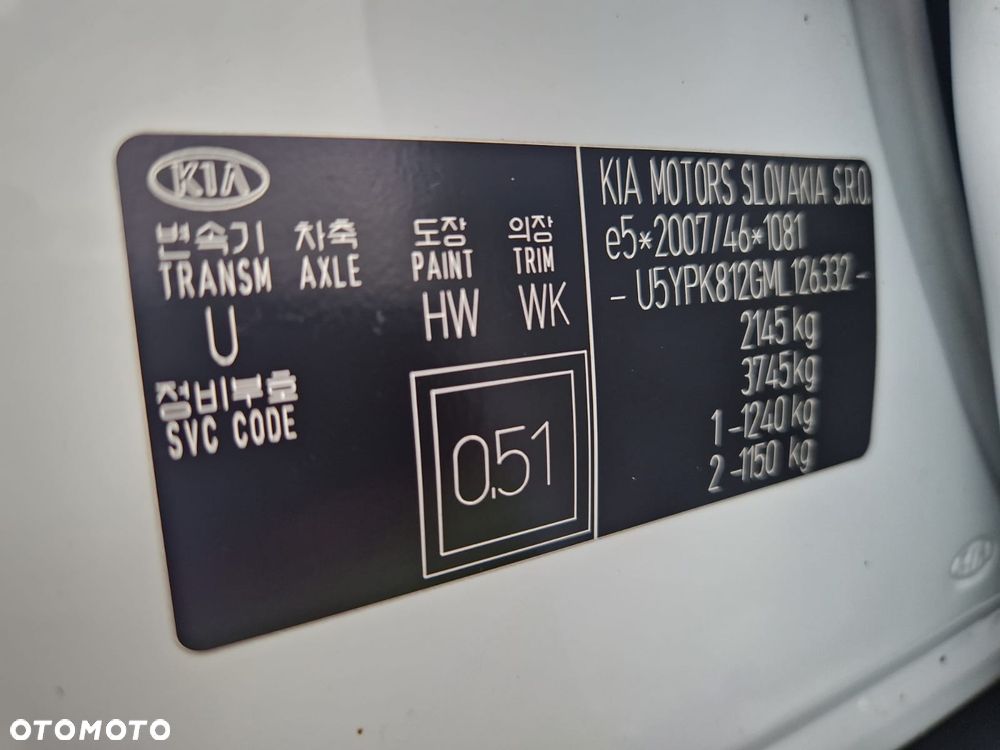 KIA
변속기 차축 도장 의장
TRANSM AXLE PAINT TRIM
U HW WK
정비부호
SVC CODE
0.51
KIA MOTORS SLOVAKIA S.R.O.
e5*2007/46*1081
- U5YPK812GML126332 -
2145 kg
3745 kg
1 -1240 kg
2 -1150 kg
KIA
OTOMOTO